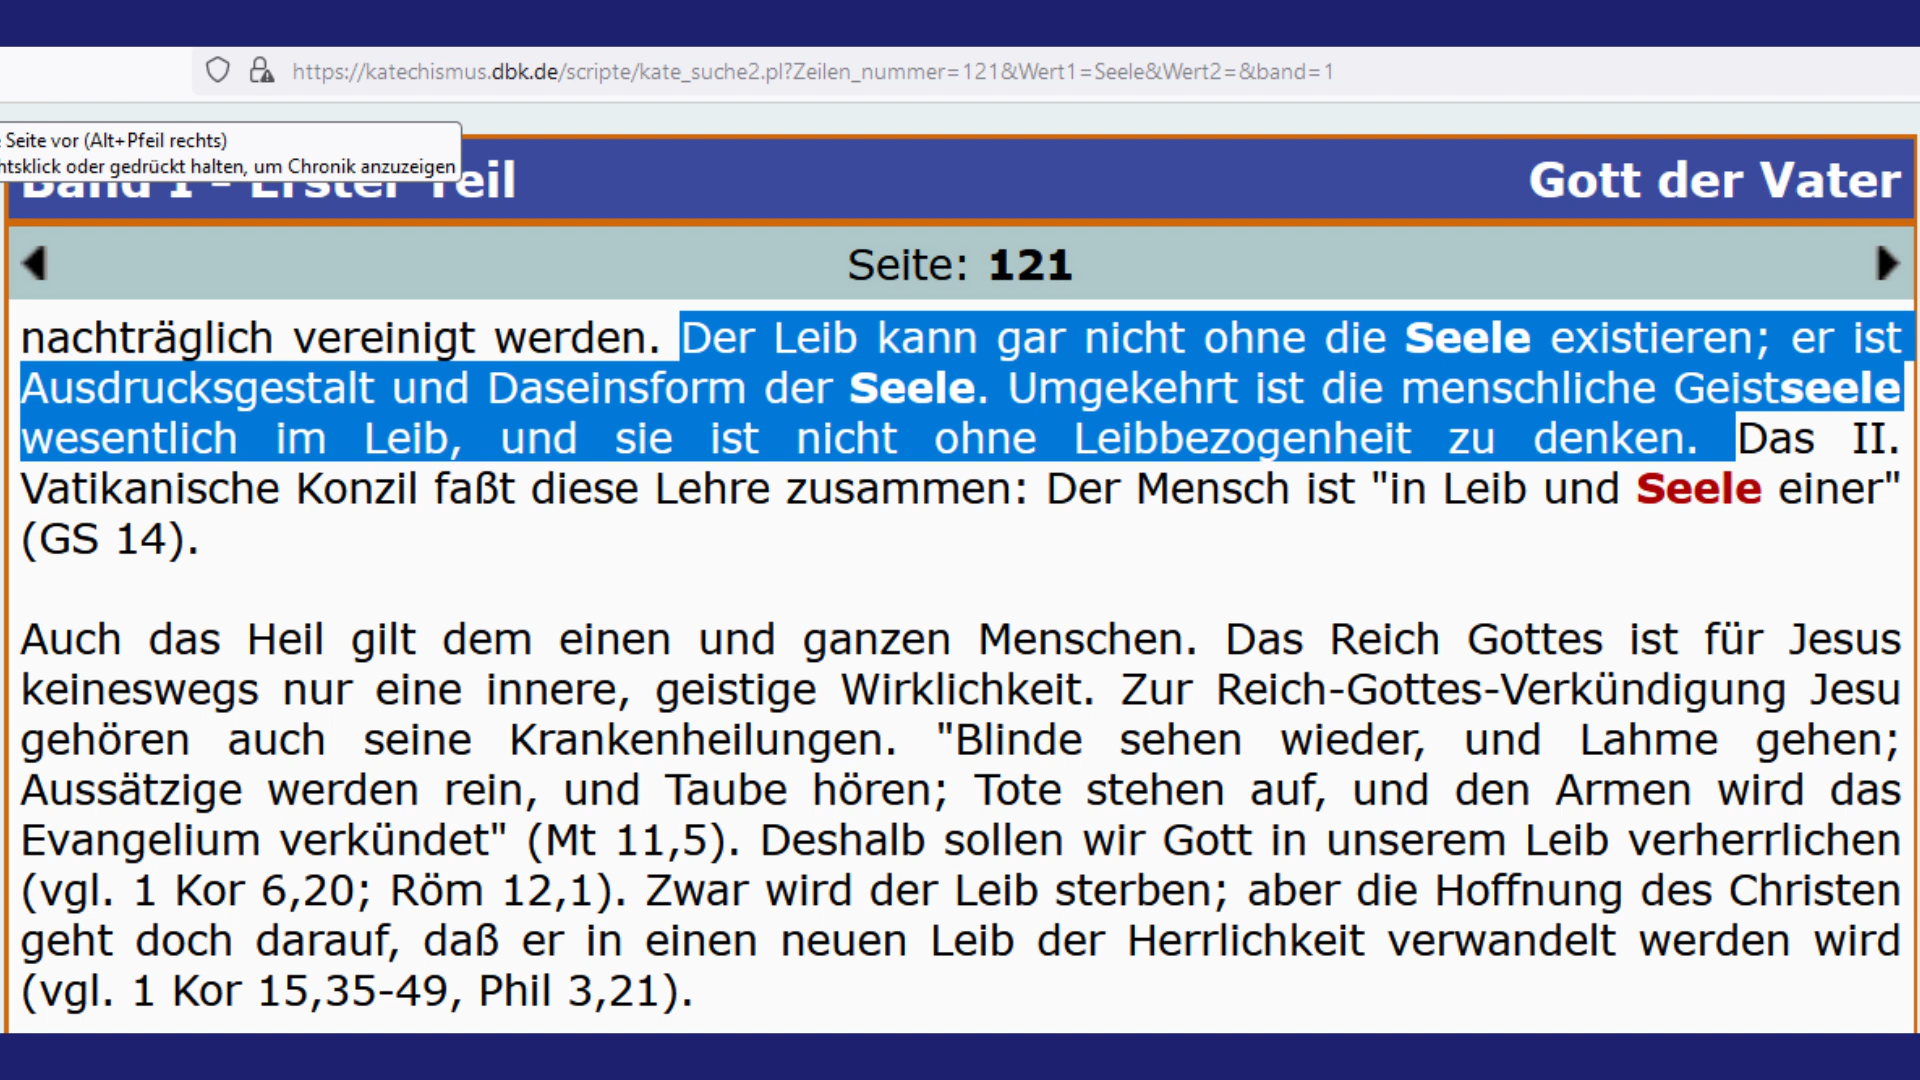 https://katechismus.dbk.de/scripte/kate_suche2.pl?Zeilen_nummer=121&Wert1=Seele&Wert2=&band=1
Seite vor (Alt+Pfeil rechts)
htsklick oder gedrückt halten, um Chronik anzuzeigen
Band I - Erster Teil Gott der Vater
Seite: 121
nachträglich vereinigt werden. Der Leib kann gar nicht ohne die Seele existieren; er ist
Ausdrucksgestalt und Daseinsform der Seele. Umgekehrt ist die menschliche Geistseele
wesentlich im Leib, und sie ist nicht ohne Leibbezogenheit zu denken. Das II.
Vatikanische Konzil faßt diese Lehre zusammen: Der Mensch ist "in Leib und Seele einer"
(GS 14).
Auch das Heil gilt dem einen und ganzen Menschen. Das Reich Gottes ist für Jesus
keineswegs nur eine innere, geistige Wirklichkeit. Zur Reich-Gottes-Verkündigung Jesu
gehören auch seine Krankenheilungen. "Blinde sehen wieder, und Lahme gehen;
Aussätzige werden rein, und Taube hören; Tote stehen auf, und den Armen wird das
Evangelium verkündet" (Mt 11,5). Deshalb sollen wir Gott in unserem Leib verherrlichen
(vgl. 1 Kor 6,20; Röm 12,1). Zwar wird der Leib sterben; aber die Hoffnung des Christen
geht doch darauf, daß er in einen neuen Leib der Herrlichkeit verwandelt werden wird
(vgl. 1 Kor 15,35-49, Phil 3,21).